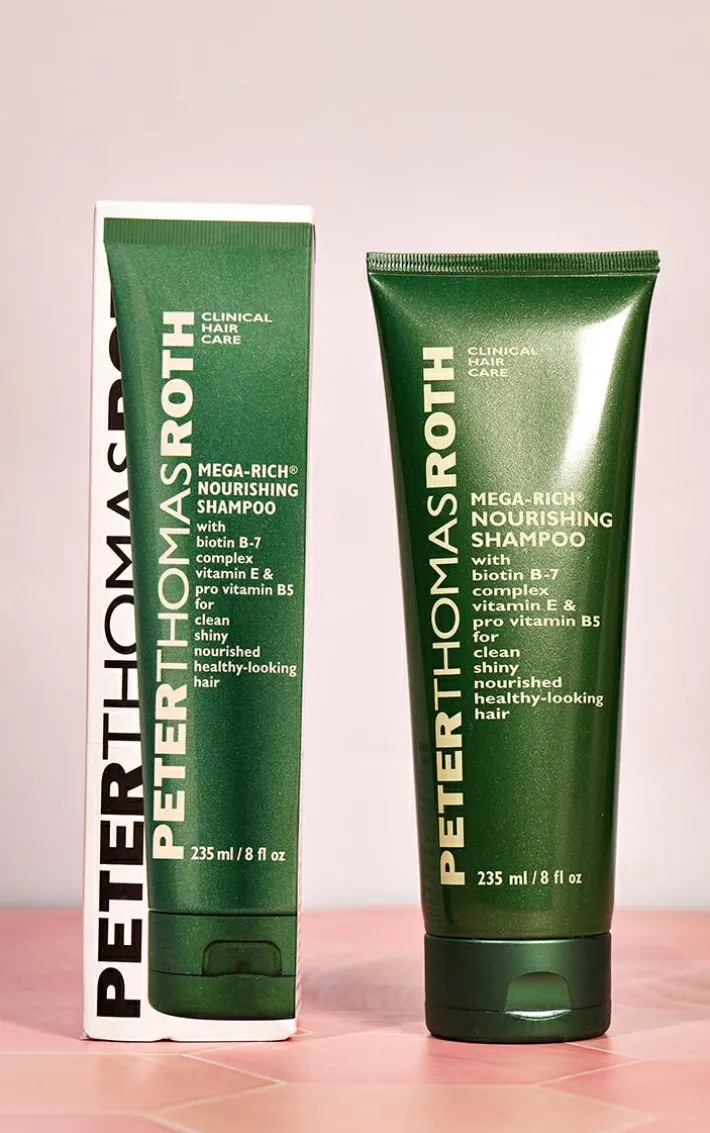 PETERTHOMASROTH
PETERTHOMASROTH
CLINICAL
HAIR
CARE
MEGA-RICH®
NOURISHING
SHAMPOO
with
biotin B-7
complex
vitamin E &
pro vitamin B5
for
clean
shiny
nourished
healthy-looking
hair
235 ml / 8 fl oz
PETERTHOMASROTH
CLINICAL
HAIR
CARE
MEGA-RICH®
NOURISHING
SHAMPOO
with
biotin B-7
complex
vitamin E &
pro vitamin B5
for
clean
shiny
nourished
healthy-looking
hair
235 ml / 8 fl oz